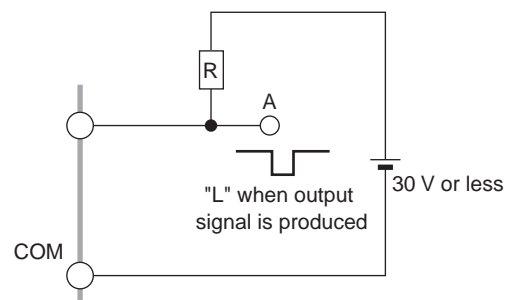 R
A
"L" when output
signal is produced
30 V or less
COM